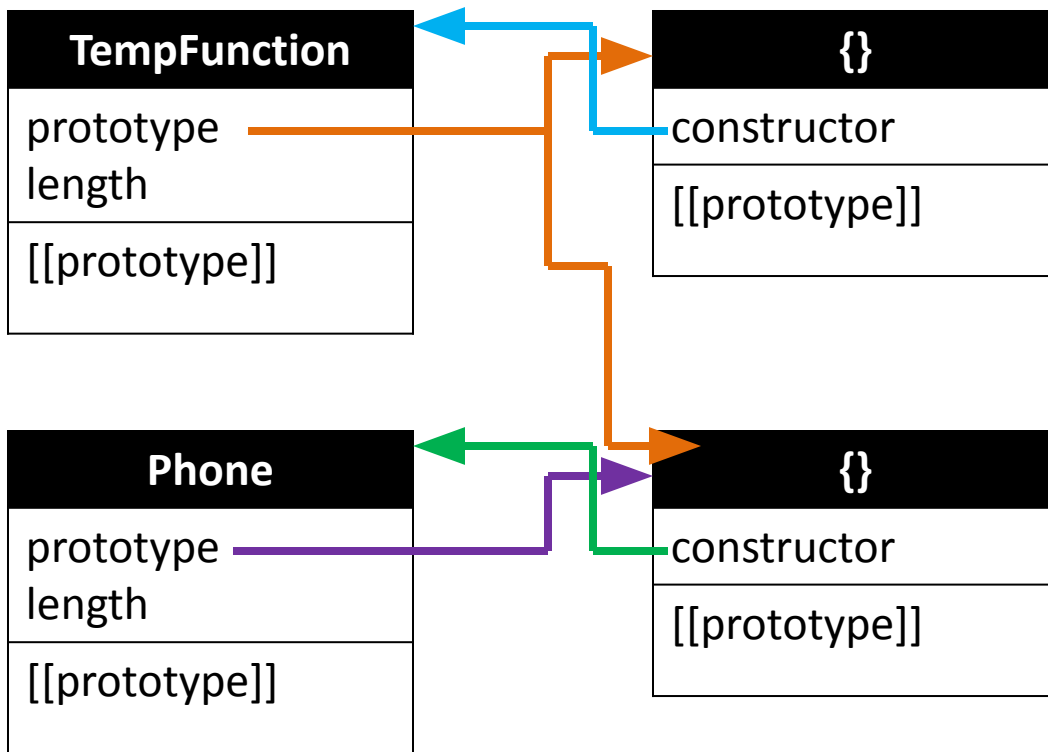 TempFunction
prototype
length
[[prototype]]
{}
constructor
[[prototype]]
Phone
prototype
length
[[prototype]]
{}
constructor
[[prototype]]